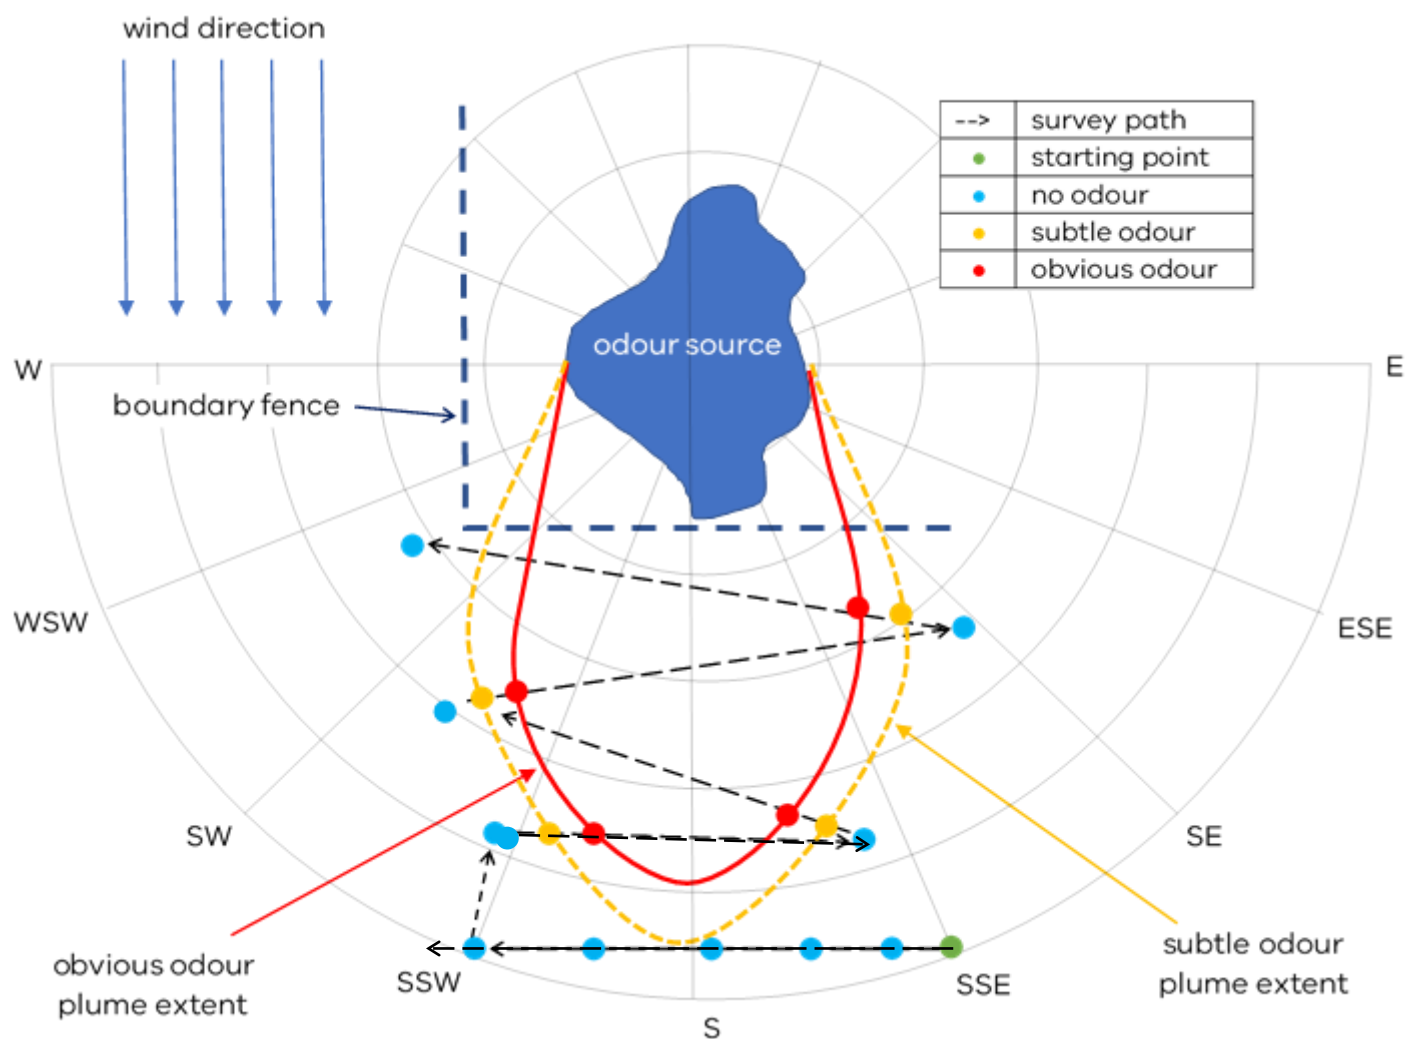 wind direction
--> survey path
starting point
no odour
subtle odour
obvious odour
odour source
W
E
boundary fence
WSW
ESE
SW
SE
obvious odour
plume extent
SSW
SSE
subtle odour
plume extent
S